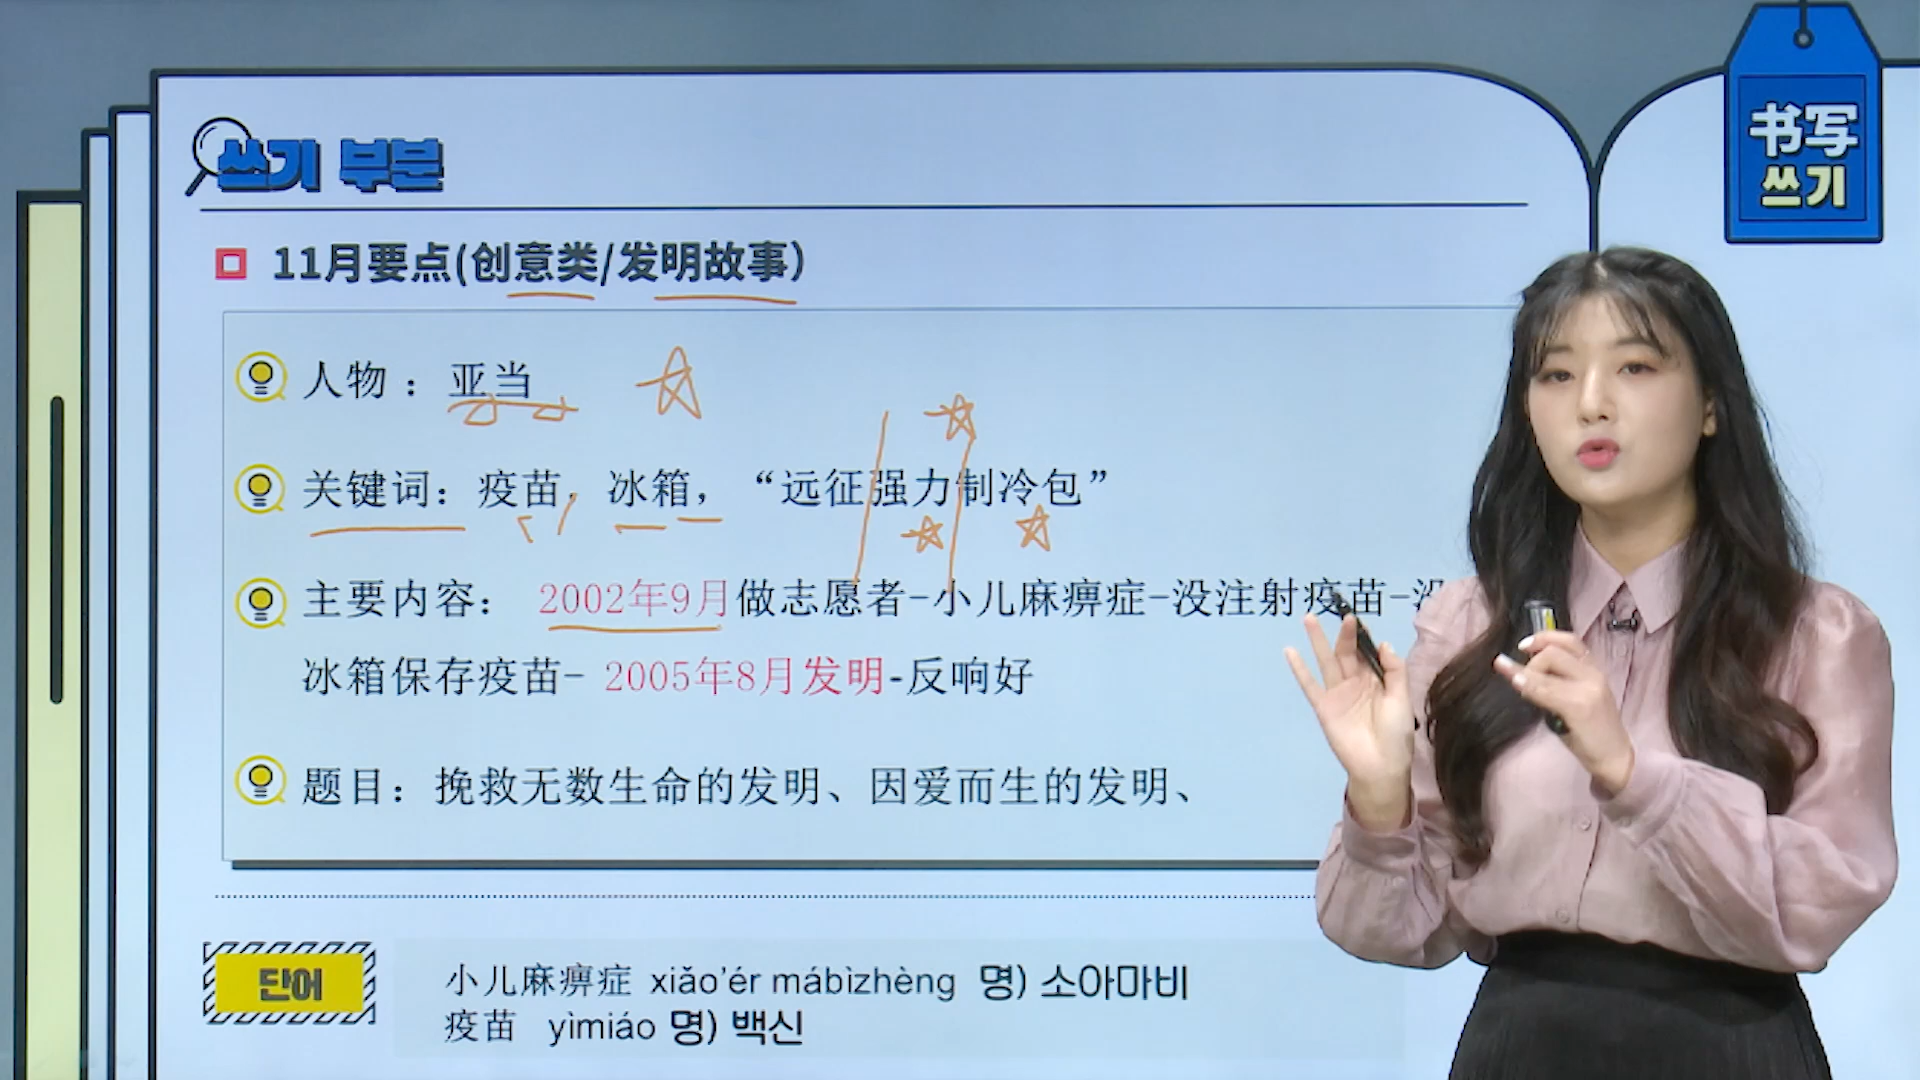 쓰기 부분
书写
쓰기
11月要点(创意类/发明故事)
人物：亚当
关键词：疫苗，冰箱，“远征强力制冷包”
主要内容： 2002年9月做志愿者-小儿麻痹症-没注射疫苗-没
冰箱保存疫苗- 2005年8月发明-反响好
题目：挽救无数生命的发明、因爱而生的发明、
단어
小儿麻痹症 xiǎo’ér mábìzhèng 명) 소아마비
疫苗 yìmiáo 명) 백신